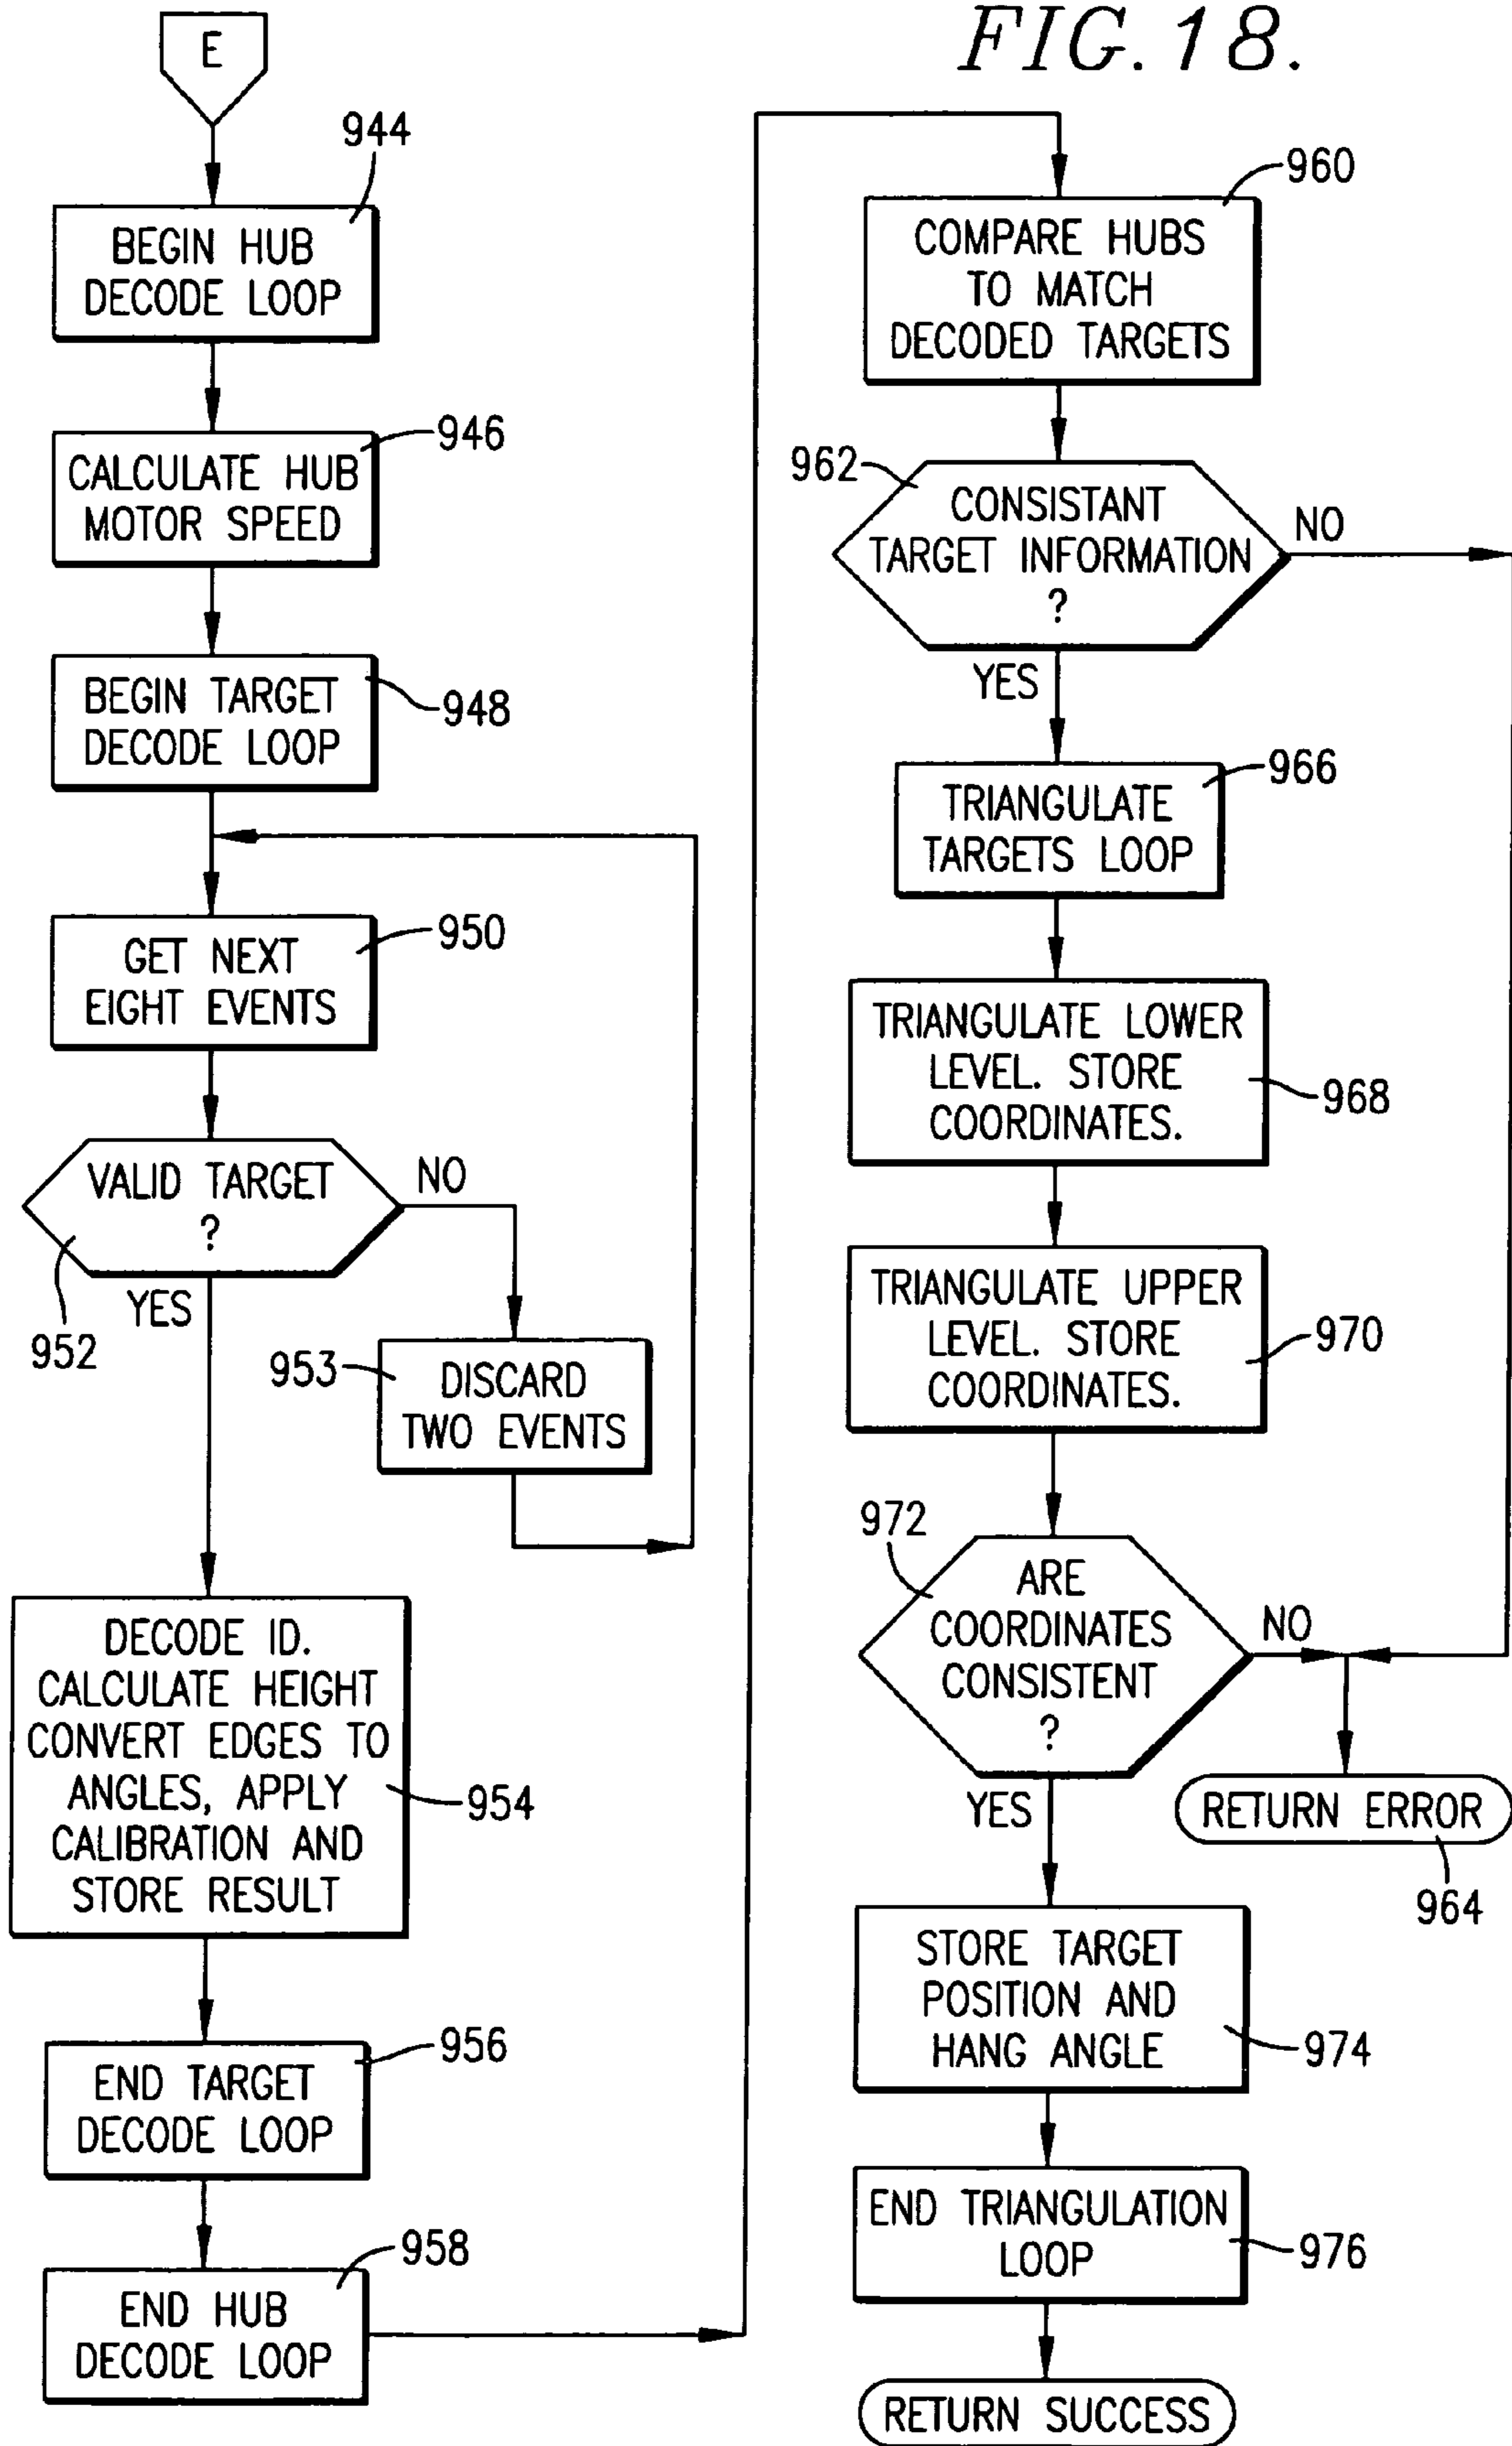 FIG. 18.
E
944
BEGIN HUB
DECODE LOOP
946
CALCULATE HUB
MOTOR SPEED
948
BEGIN TARGET
DECODE LOOP
950
GET NEXT
EIGHT EVENTS
VALID TARGET
?
NO
YES
952
953
DISCARD
TWO EVENTS
DECODE ID.
CALCULATE HEIGHT
CONVERT EDGES TO
ANGLES, APPLY
CALIBRATION AND
STORE RESULT
954
956
END TARGET
DECODE LOOP
958
END HUB
DECODE LOOP
960
COMPARE HUBS
TO MATCH
DECODED TARGETS
962
CONSISTANT
TARGET INFORMATION
?
NO
YES
966
TRIANGULATE
TARGETS LOOP
TRIANGULATE LOWER
LEVEL. STORE
COORDINATES.
968
TRIANGULATE UPPER
LEVEL. STORE
COORDINATES.
970
972
ARE
COORDINATES
CONSISTENT
?
NO
YES
RETURN ERROR
964
STORE TARGET
POSITION AND
HANG ANGLE
974
END TRIANGULATION
LOOP
976
RETURN SUCCESS